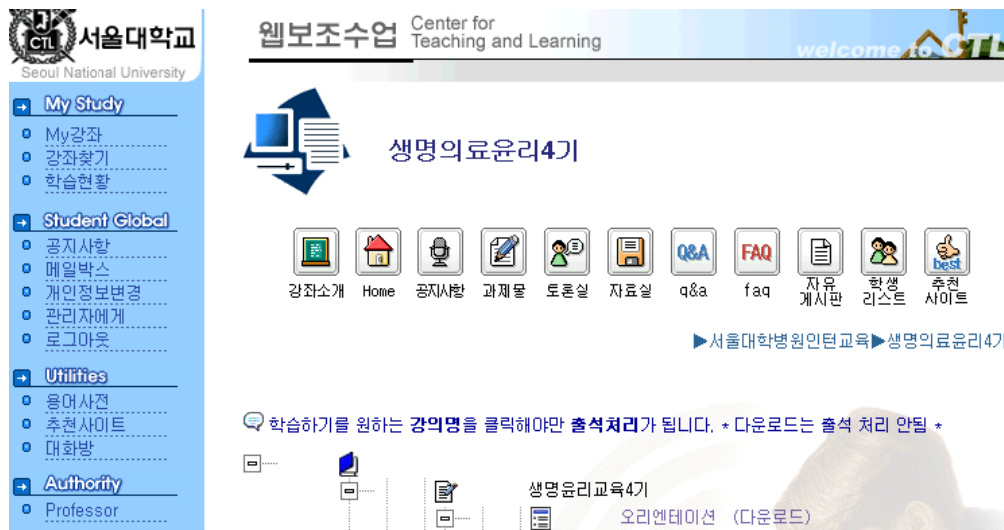 CTL 서울대학교
Seoul National University
웹보조수업 Center for
Teaching and Learning
welcome to CTL
My Study
My강좌
강좌찾기
학습현황
Student Global
공지사항
메일박스
개인정보변경
관리자에게
로그아웃
Utilities
용어사전
추천사이트
대화방
Authority
Professor
생명의료윤리4기
Q&A FAQ best
강좌소개 Home 공지사항 과제물 토론실 자료실 q&a faq 자유 게시판 학생 리스트 추천 사이트
▶서울대학병원인턴교육▶생명의료윤리4기
학습하기를 원하는 강의명을 클릭해야만 출석처리가 됩니다. * 다운로드는 출석 처리 안됨 *
생명윤리교육4기
오리엔테이션 (다운로드)